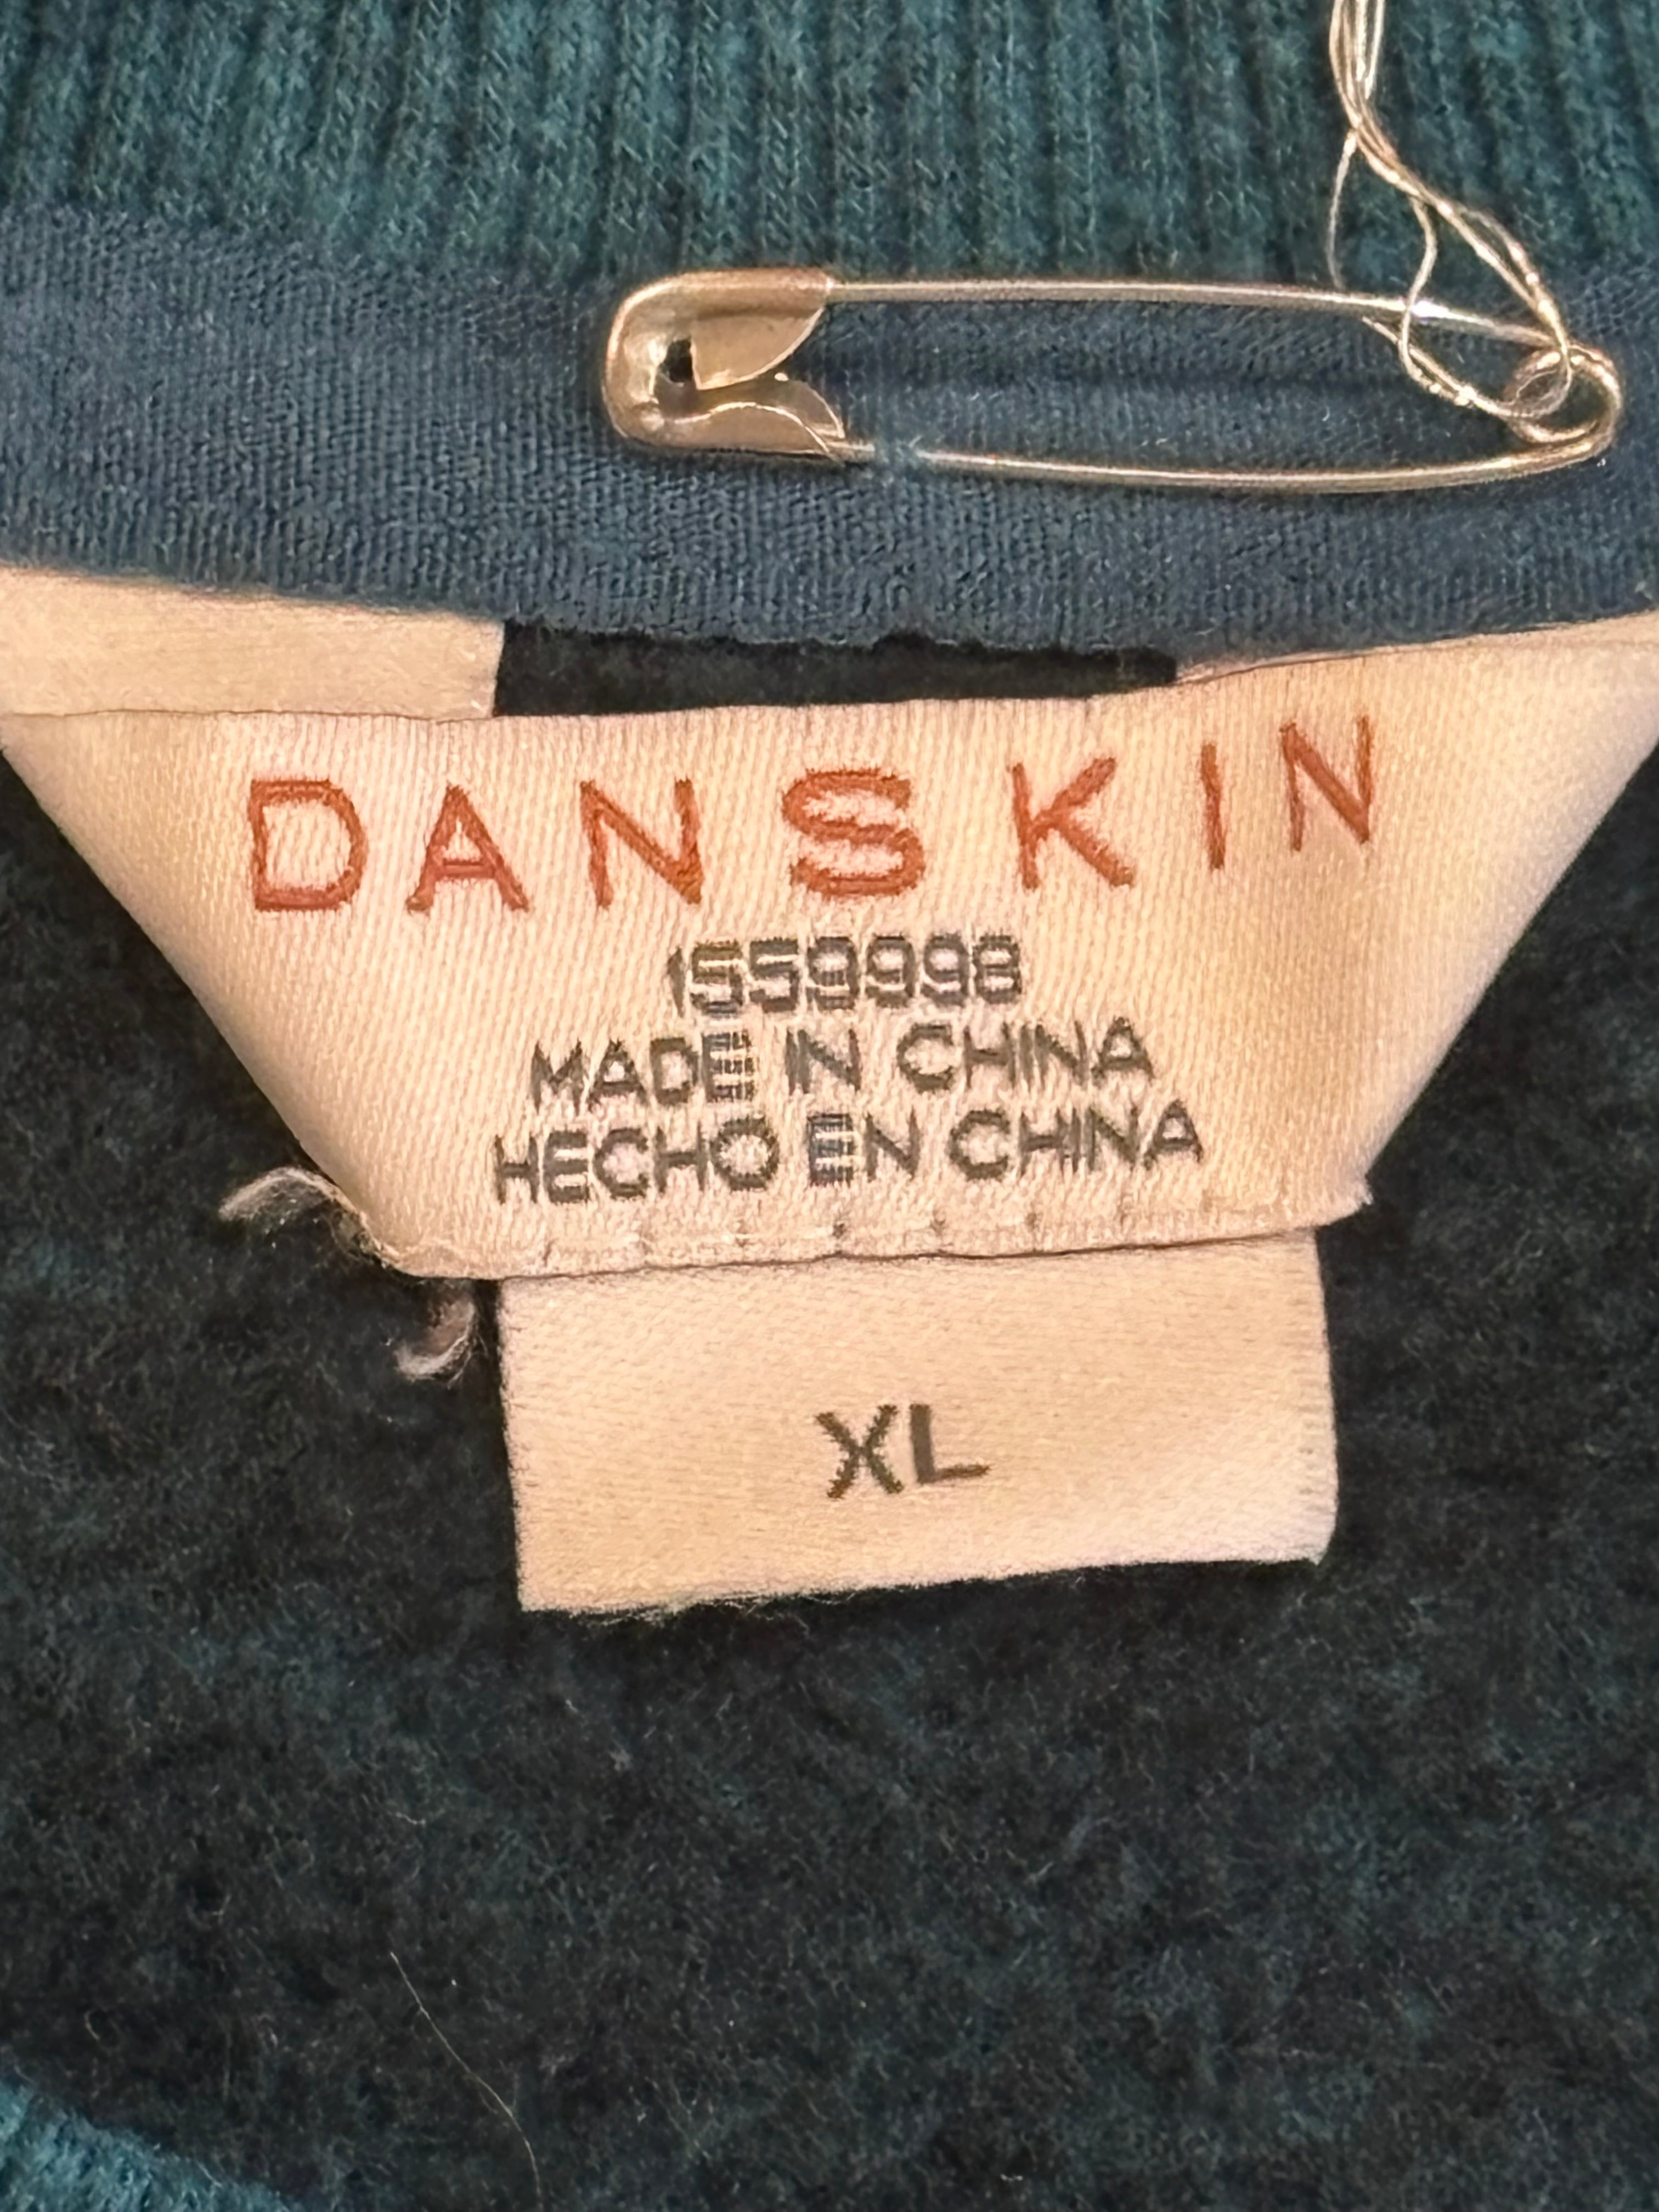 DANSKIN
1559998
MADE IN CHINA
HECHO EN CHINA
XL